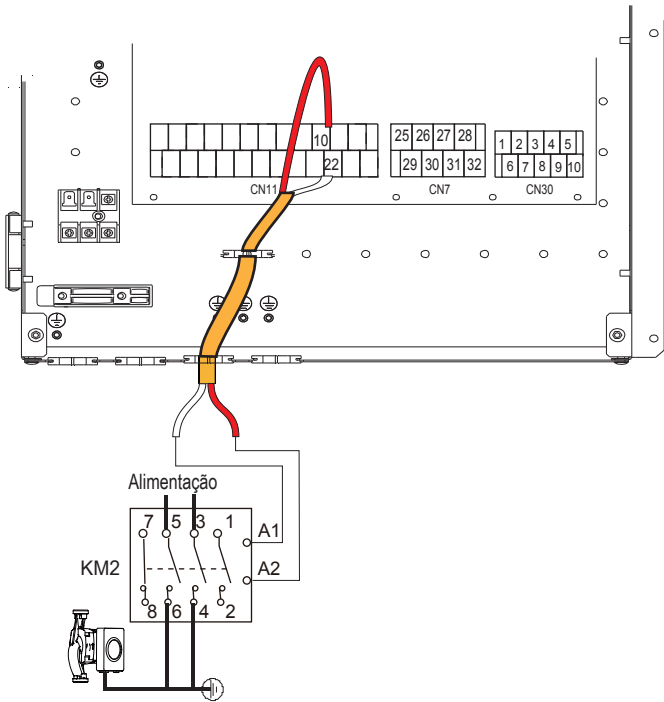 10
25 26 27 28
1 2 3 4 5
22
29 30 31 32
6 7 8 9 10
CN11
CN7
CN30
Alimentação
7 5 3 1
A1
KM2
A2
8 6 4 2